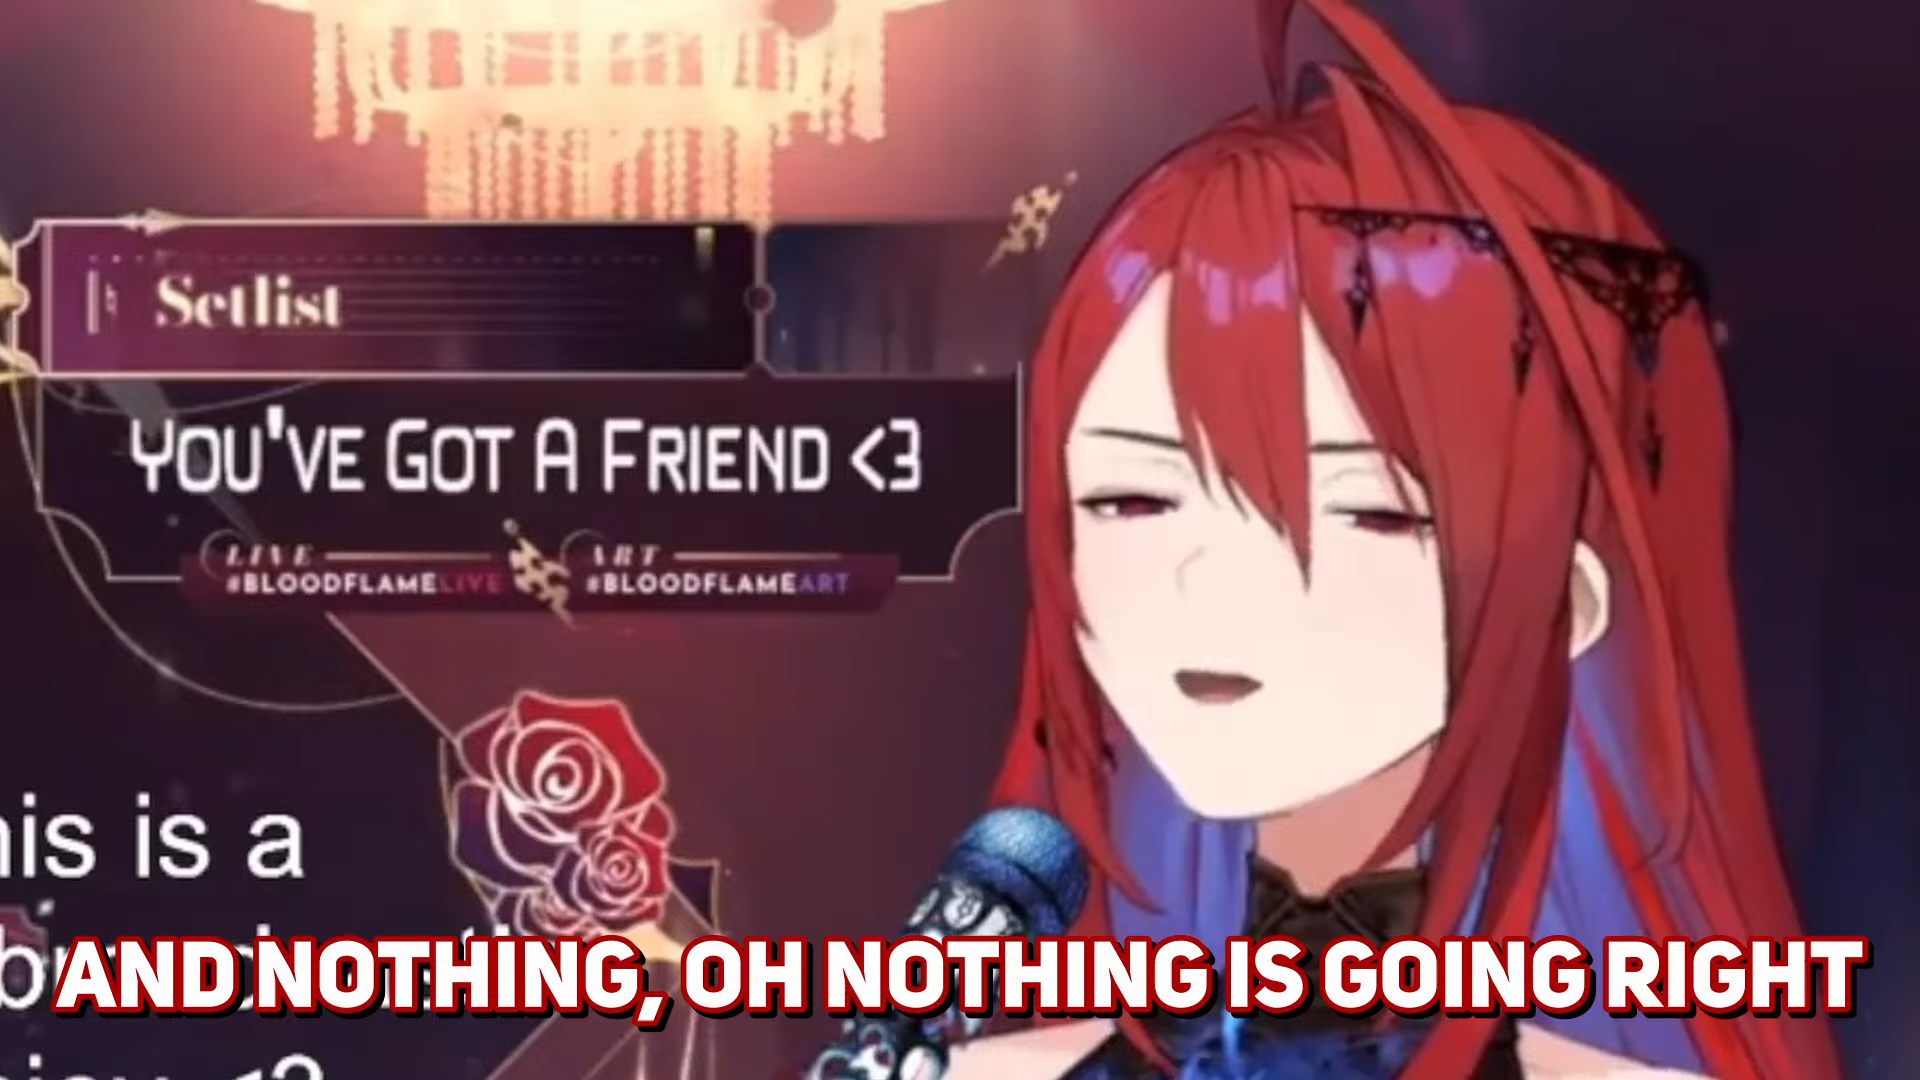 Setlist
YOU'VE GOT A FRIEND <3
LIVE ART
#BLOODFLAMELIVE #BLOODFLAMEART
is is a
AND NOTHING, OH NOTHING IS GOING RIGHT
<3